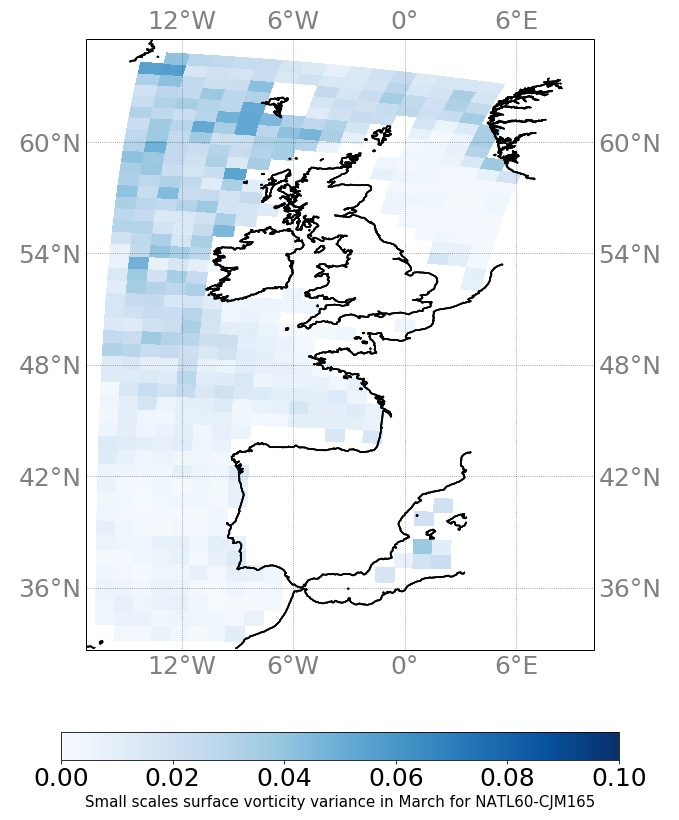 12°W 6°W 0° 6°E
60°N 60°N
54°N 54°N
48°N 48°N
42°N 42°N
36°N 36°N
12°W 6°W 0° 6°E
0.00 0.02 0.04 0.06 0.08 0.10
Small scales surface vorticity variance in March for NATL60-CJM165